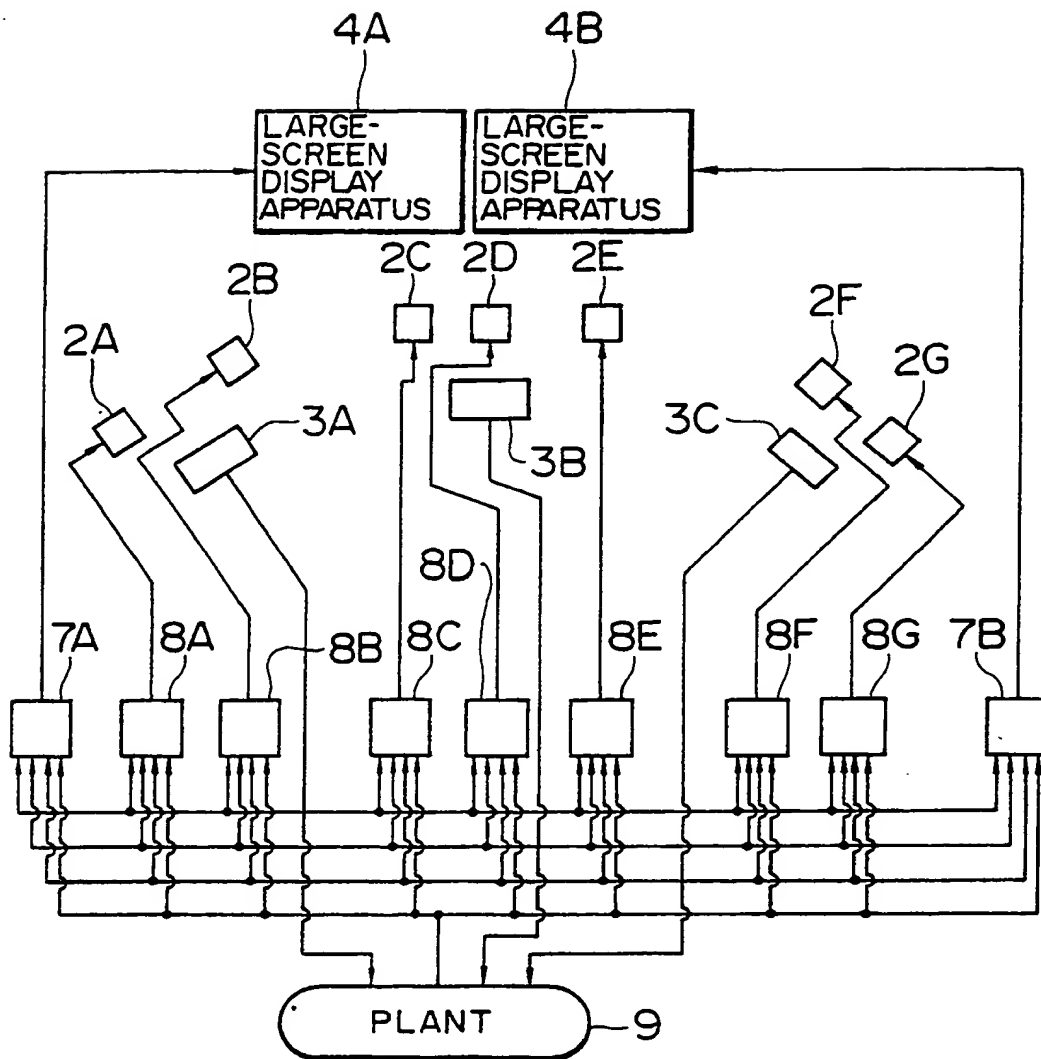 4A 4B
LARGE- LARGE-
SCREEN SCREEN
DISPLAY DISPLAY
APPARATUS APPARATUS
2C 2D 2E
2B 2F
2A 2G
3A 3B 3C
8D
7A 8A 8B 8C 8E 8F 8G 7B
PLANT 9